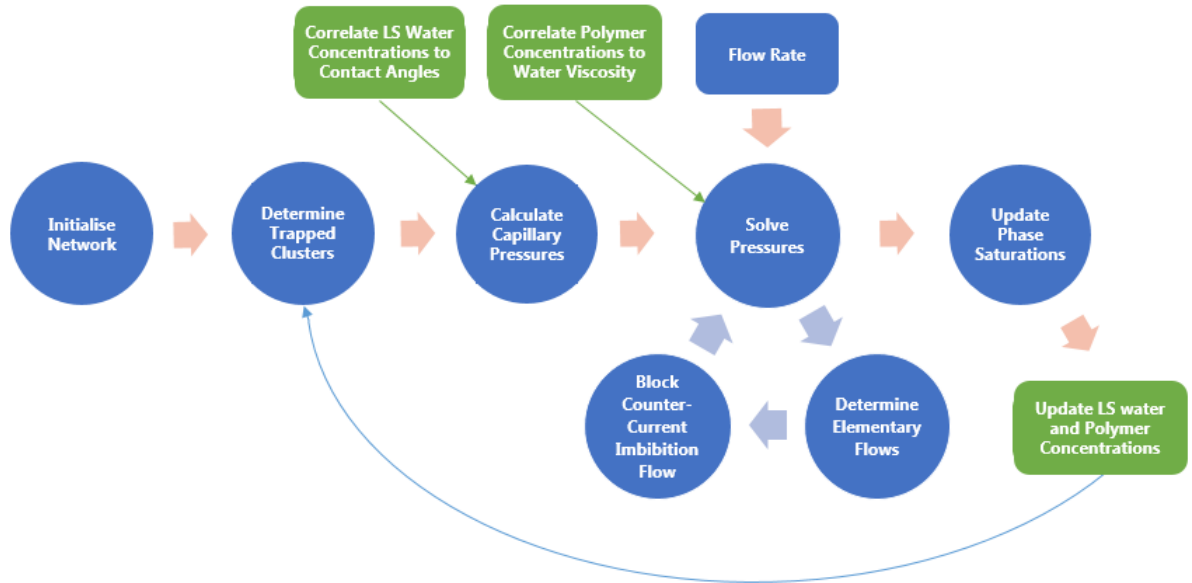 Correlate LS Water
Concentrations to
Contact Angles
Correlate Polymer
Concentrations to
Water Viscosity
Flow Rate
Initialise
Network
Determine
Trapped
Clusters
Calculate
Capillary
Pressures
Solve
Pressures
Update
Phase
Saturations
Block
Counter-
Current
Imbibition
Flow
Determine
Elementary
Flows
Update LS water
and Polymer
Concentrations